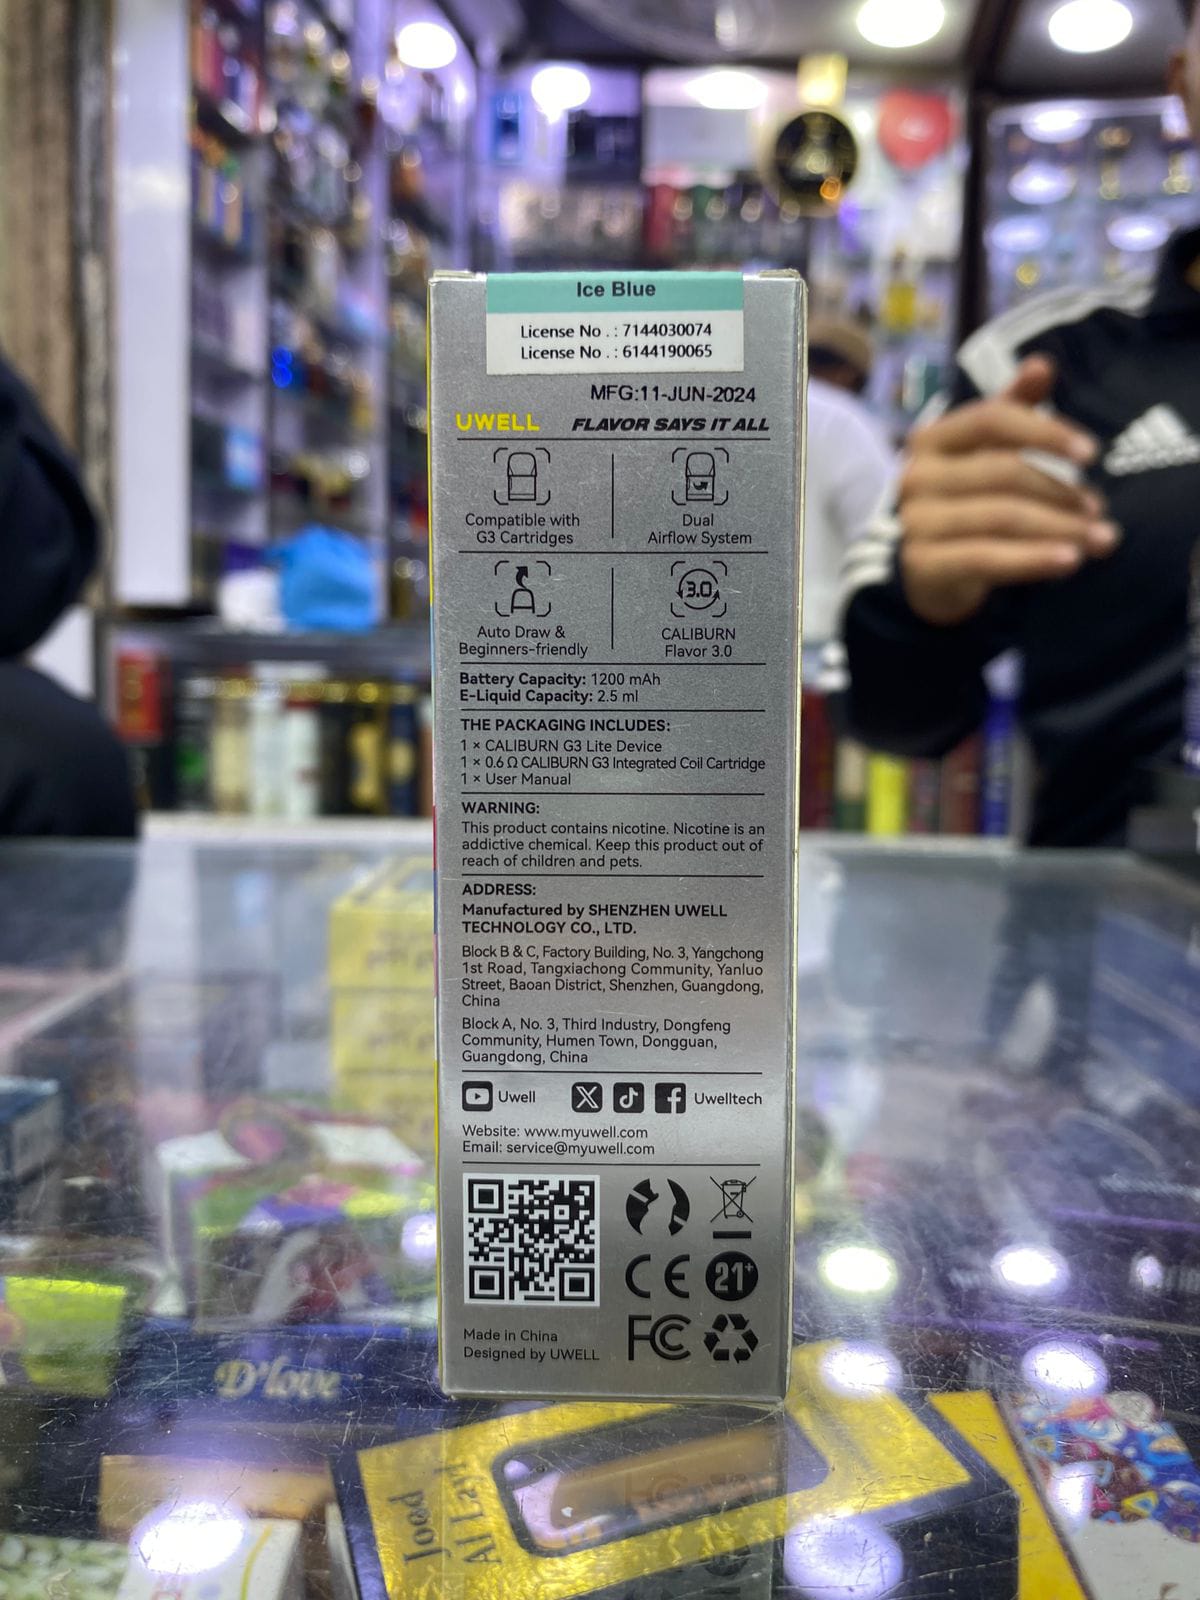 Ice Blue
License No . : 7144030074
License No . : 6144190065
MFG:11-JUN-2024
UWELL FLAVOR SAYS IT ALL
Compatible with
G3 Cartridges
Dual
Airflow System
Auto Draw &
Beginners-friendly
3.0
CALIBURN
Flavor 3.0
Battery Capacity: 1200 mAh
E-Liquid Capacity: 2.5 ml
THE PACKAGING INCLUDES:
1 × CALIBURN G3 Lite Device
1 × 0.6 Ω CALIBURN G3 Integrated Coil Cartridge
1 × User Manual
WARNING:
This product contains nicotine. Nicotine is an
addictive chemical. Keep this product out of
reach of children and pets.
ADDRESS:
Manufactured by SHENZHEN UWELL
TECHNOLOGY CO., LTD.
Block B & C, Factory Building, No. 3, Yangchong
1st Road, Tangxiachong Community, Yanluo
Street, Baoan District, Shenzhen, Guangdong,
China
Block A, No. 3, Third Industry, Dongfeng
Community, Humen Town, Dongguan,
Guangdong, China
Uwell Uwelltech
Website: www.myuwell.com
Email: service@myuwell.com
CE 21+
FC
Made in China
Designed by UWELL
D'love